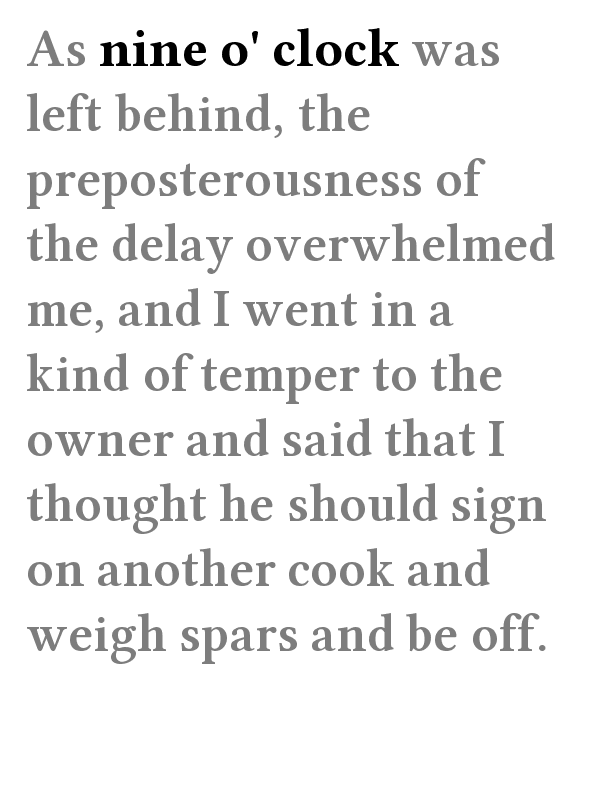 As nine o' clock was
left behind, the
preposterousness of
the delay overwhelmed
me, and I went in a
kind of temper to the
owner and said that I
thought he should sign
on another cook and
weigh spars and be off.